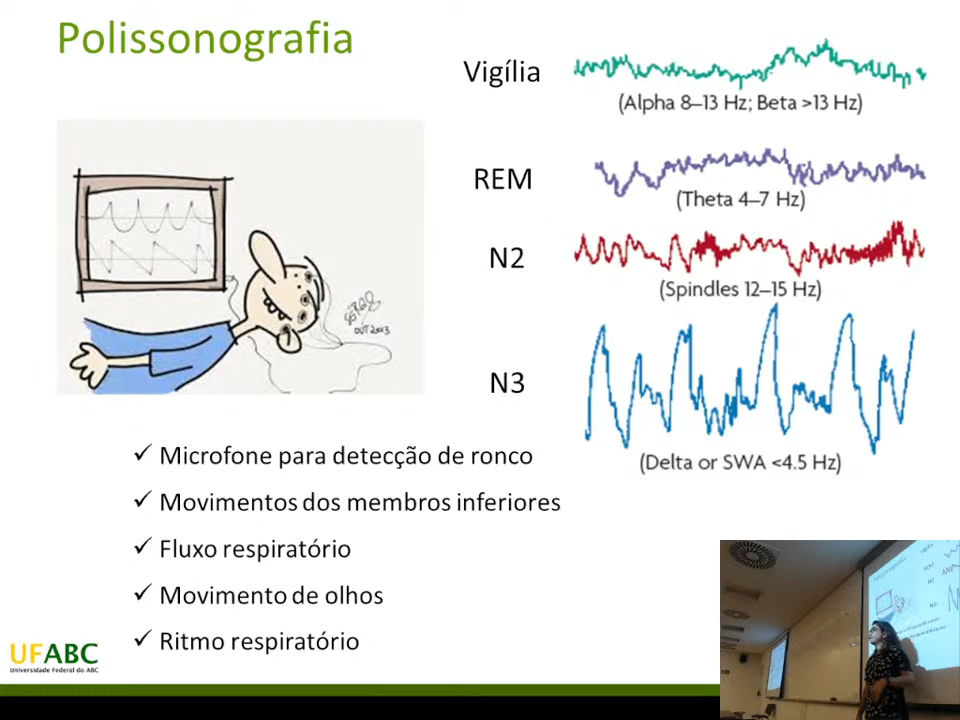 Polissonografia
Vigília
(Alpha 8–13 Hz; Beta >13 Hz)
REM
(Theta 4–7 Hz)
N2
(Spindles 12–15 Hz)
N3
(Delta or SWA <4.5 Hz)
OUT 2003
✓ Microfone para detecção de ronco
✓ Movimentos dos membros inferiores
✓ Fluxo respiratório
✓ Movimento de olhos
✓ Ritmo respiratório
UFABC
Universidade Federal do ABC